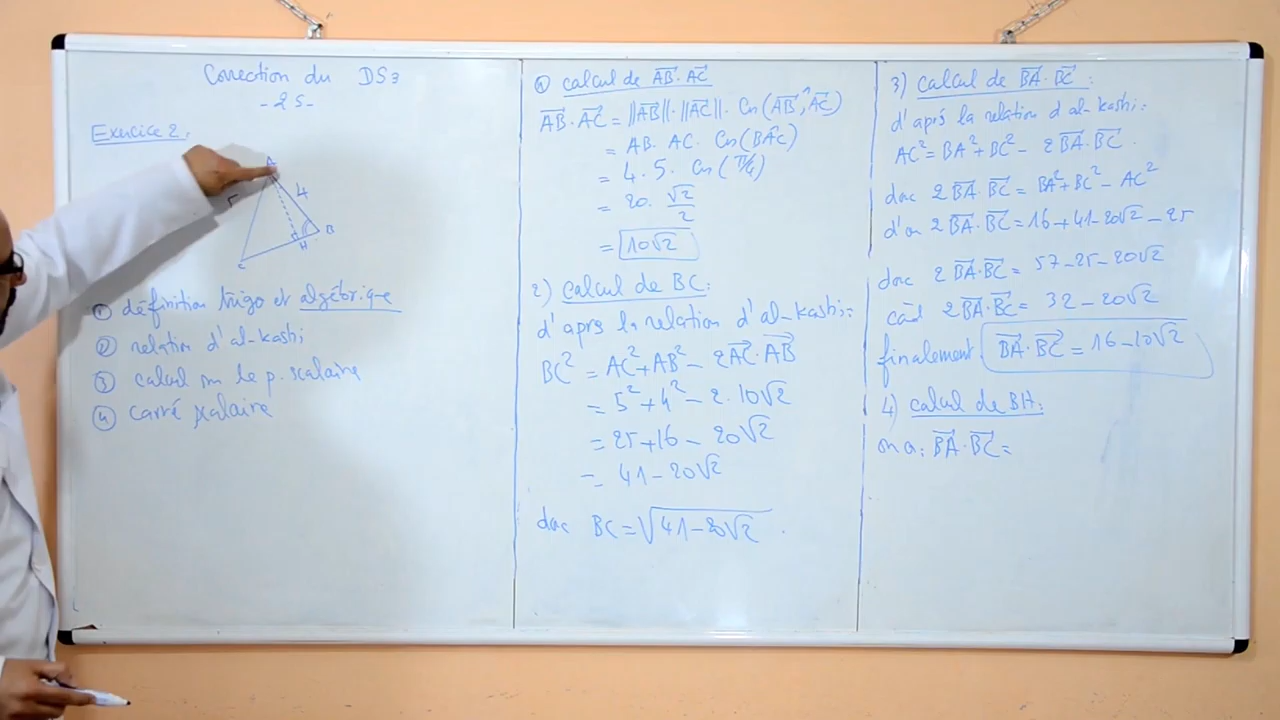 Correction du DS3
- 2S -
Exercice 2:
A
4
5
B
H
C
① définition trigo et algébrique
② relation d'al-kashi
③ calcul sur le p. scalaire
④ carré scalaire
1) calcul de AB⃗·AC⃗
AB⃗·AC⃗ = ||AB⃗||·||AC⃗||·Cos(AB⃗,^AC⃗)
= AB·AC·Cos(BÂC)
= 4·5·Cos(π/4)
= 20·√2/2
= 10√2
2) calcul de BC:
d'après la relation d'al-kashi:
BC² = AC²+AB² - 2AC⃗·AB⃗
= 5²+4² - 2·10√2
= 25+16 - 20√2
= 41-20√2
donc BC = √(41-20√2).
3) calcul de BA⃗·BC⃗:
d'après la relation d'al-kashi:
AC² = BA²+BC² - 2BA⃗·BC⃗.
donc 2BA⃗·BC⃗ = BA²+BC² - AC²
d'où 2BA⃗·BC⃗ = 16+41-20√2-25
donc 2BA⃗·BC⃗ = 57-25-20√2
càd 2BA⃗·BC⃗ = 32-20√2
finalement BA⃗·BC⃗ = 16-10√2
4) calcul de BH:
on a: BA⃗·BC⃗ =